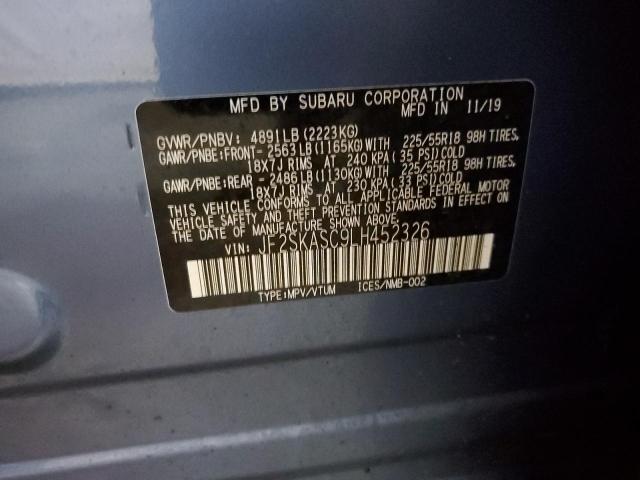 MFD BY SUBARU CORPORATION
MFD IN 11/19
GVWR/PNBV: 4891LB(2223KG)
GAWR/PNBE:FRONT- 2563LB(1165KG)WITH 225/55R18 98H TIRES,
18X7J RIMS AT 240 KPA( 35 PSI)COLD
GAWR/PNBE:REAR - 2486LB(1130KG)WITH 225/55R18 98H TIRES,
18X7J RIMS AT 230 KPA( 33 PSI)COLD
THIS VEHICLE CONFORMS TO ALL APPLICABLE FEDERAL MOTOR
VEHICLE SAFETY AND THEFT PREVENTION STANDARDS IN EFFECT ON
THE DATE OF MANUFACTURE SHOWN ABOVE.
VIN: JF2SKASC9LH452326
TYPE:MPV/VTUM ICES/NMB-002